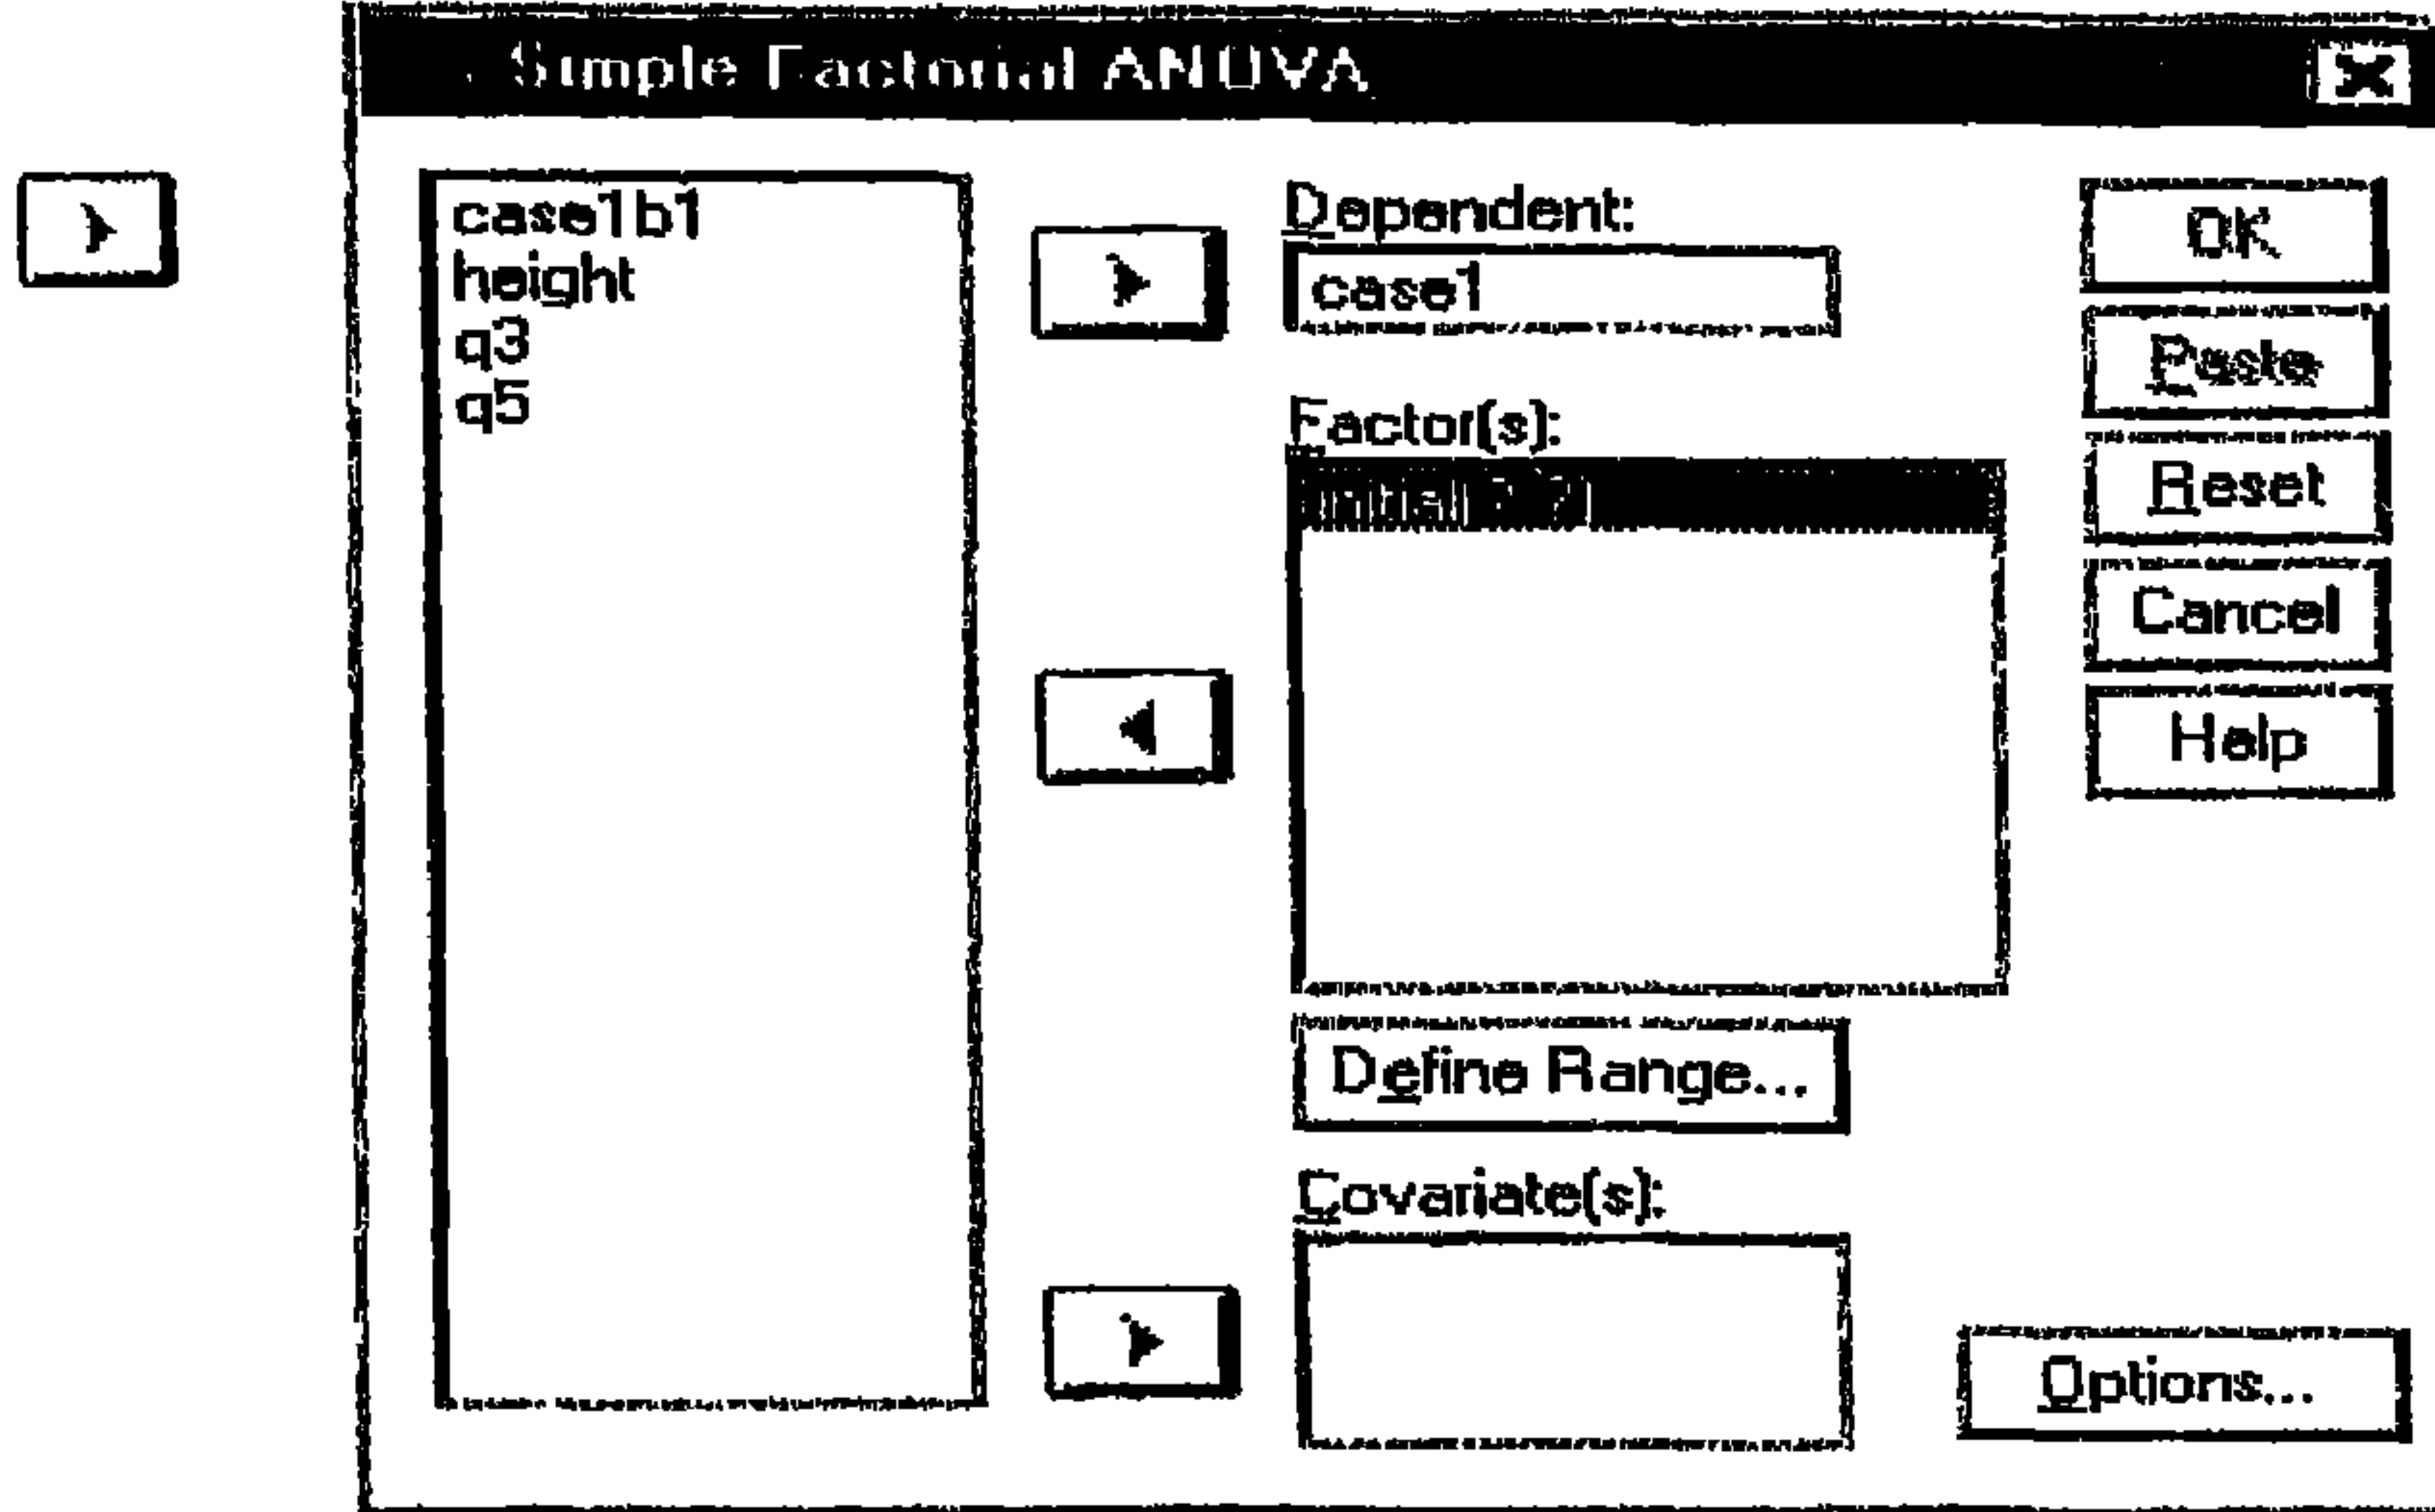 Simple Factorial ANOVA
case1b1
height
q3
q5
Dependent:
case1
Factor(s):
Define Range...
Covariate(s):
OK
Paste
Reset
Cancel
Help
Options...